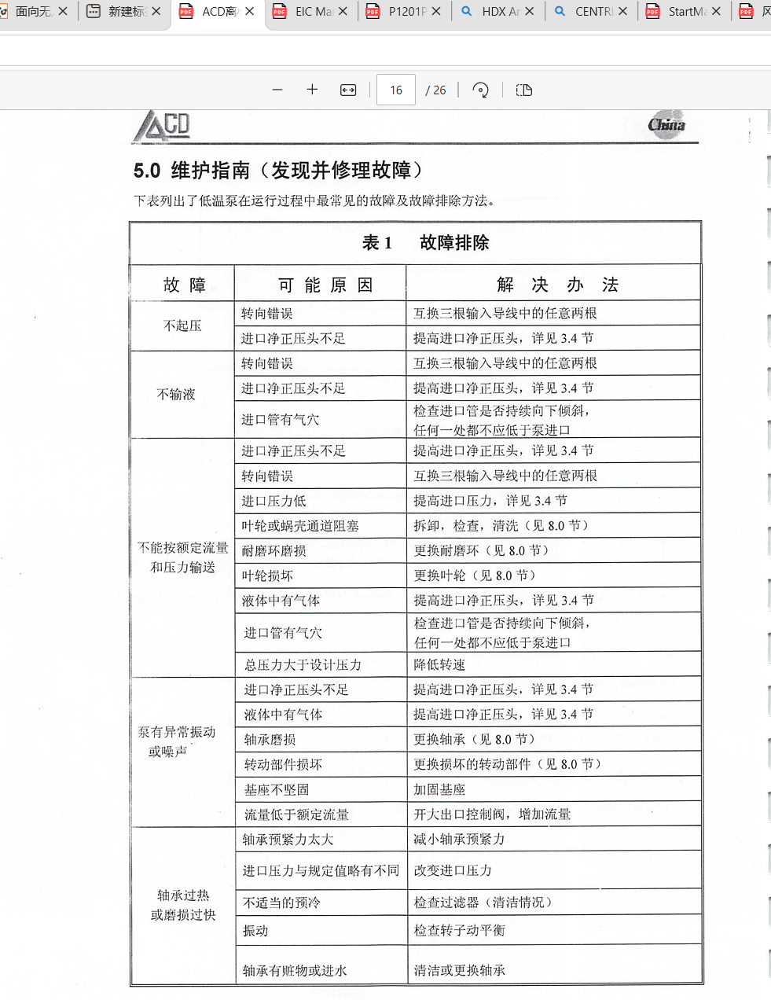 面向无
新建标
ACD离
EIC Ma
P1201P
HDX Ar
CENTRI
StartMa
风
16 / 26
ACD
China
5.0 维护指南（发现并修理故障）
下表列出了低温泵在运行过程中最常见的故障及故障排除方法。
表 1 故障排除
故 障 可 能 原 因 解 决 办 法
不起压
转向错误 互换三根输入导线中的任意两根
进口净正压头不足 提高进口净正压头，详见 3.4 节
不输液
转向错误 互换三根输入导线中的任意两根
进口净正压头不足 提高进口净正压头，详见 3.4 节
进口管有气穴 检查进口管是否持续向下倾斜，
任何一处都不应低于泵进口
不能按额定流量
和压力输送
进口净正压头不足 提高进口净正压头，详见 3.4 节
转向错误 互换三根输入导线中的任意两根
进口压力低 提高进口压力，详见 3.4 节
叶轮或蜗壳通道阻塞 拆卸，检查，清洗（见 8.0 节）
耐磨环磨损 更换耐磨环（见 8.0 节）
叶轮损坏 更换叶轮（见 8.0 节）
液体中有气体 提高进口净正压头，详见 3.4 节
进口管有气穴 检查进口管是否持续向下倾斜，
任何一处都不应低于泵进口
总压力大于设计压力 降低转速
泵有异常振动
或噪声
进口净正压头不足 提高进口净正压头，详见 3.4 节
液体中有气体 提高进口净正压头，详见 3.4 节
轴承磨损 更换轴承（见 8.0 节）
转动部件损坏 更换损坏的转动部件（见 8.0 节）
基座不坚固 加固基座
流量低于额定流量 开大出口控制阀，增加流量
轴承过热
或磨损过快
轴承预紧力太大 减小轴承预紧力
进口压力与规定值略有不同 改变进口压力
不适当的预冷 检查过滤器（清洁情况）
振动 检查转子动平衡
轴承有赃物或进水 清洁或更换轴承